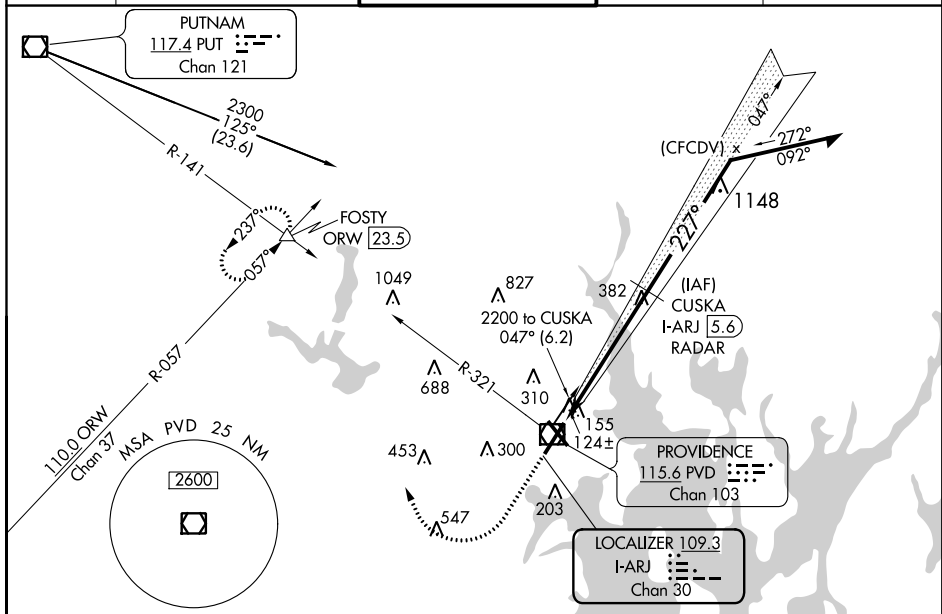 PUTNAM
117.4 PUT
Chan 121
2300
125°
(23.6)
R-141
237°
057°
FOSTY
ORW 23.5
R-057
110.0 ORW
Chan 37
MSA PVD 25 NM
2600
1049
827
2200 to CUSKA
047° (6.2)
R-321
688
310
453
300
547
203
155
124±
382
(IAF)
CUSKA
I-ARJ 5.6
RADAR
227°
047°
(CFCDV) x
272°
092°
1148
PROVIDENCE
115.6 PVD
Chan 103
LOCALIZER 109.3
I-ARJ
Chan 30